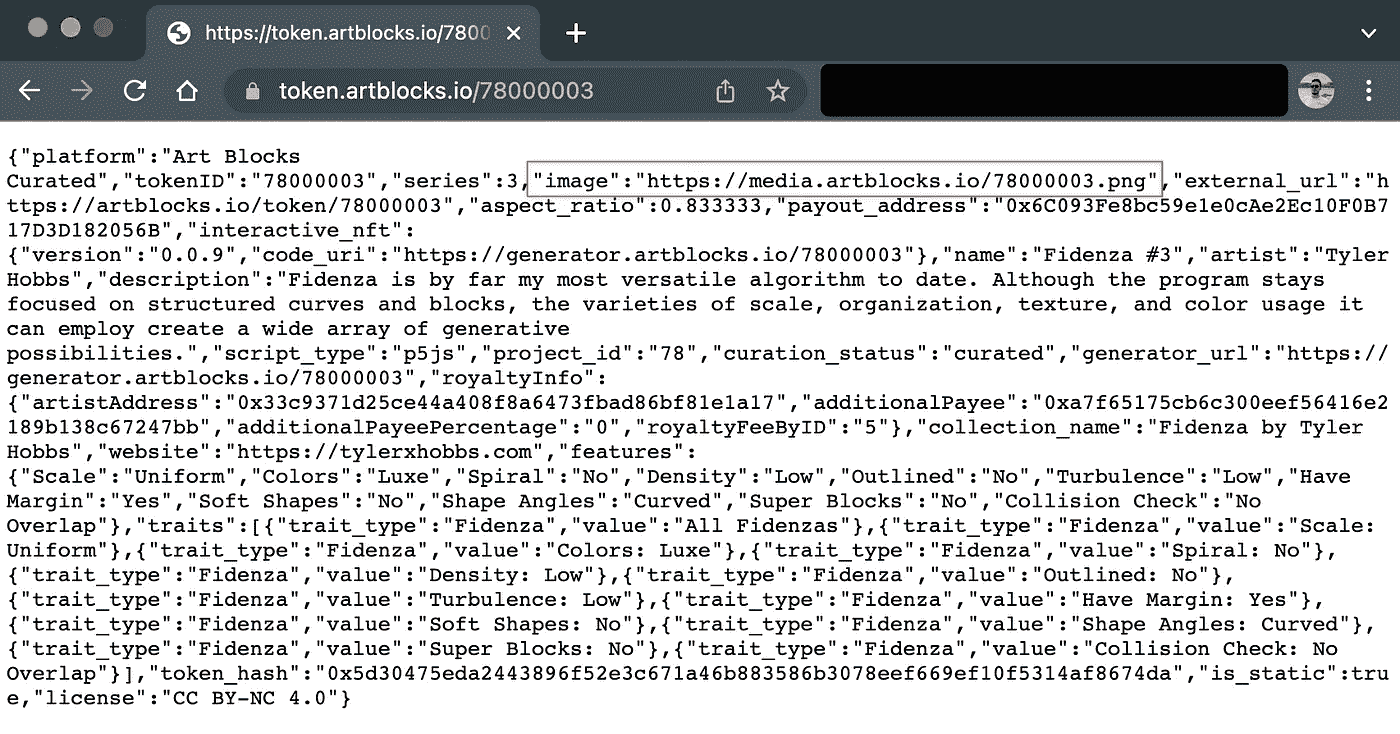 https://token.artblocks.io/7800
token.artblocks.io/78000003
{"platform":"Art Blocks
Curated","tokenID":"78000003","series":3,"image":"https://media.artblocks.io/78000003.png","external_url":"h
ttps://artblocks.io/token/78000003","aspect_ratio":0.833333,"payout_address":"0x6C093Fe8bc59e1e0cAe2Ec10F0B7
17D3D182056B","interactive_nft":
{"version":"0.0.9","code_uri":"https://generator.artblocks.io/78000003"},"name":"Fidenza #3","artist":"Tyler
Hobbs","description":"Fidenza is by far my most versatile algorithm to date. Although the program stays
focused on structured curves and blocks, the varieties of scale, organization, texture, and color usage it
can employ create a wide array of generative
possibilities.","script_type":"p5js","project_id":"78","curation_status":"curated","generator_url":"https://
generator.artblocks.io/78000003","royaltyInfo":
{"artistAddress":"0x33c9371d25ce44a408f8a6473fbad86bf81e1a17","additionalPayee":"0xa7f65175cb6c300eef56416e2
189b138c67247bb","additionalPayeePercentage":"0","royaltyFeeByID":"5"},"collection_name":"Fidenza by Tyler
Hobbs","website":"https://tylerxhobbs.com","features":
{"Scale":"Uniform","Colors":"Luxe","Spiral":"No","Density":"Low","Outlined":"No","Turbulence":"Low","Have
Margin":"Yes","Soft Shapes":"No","Shape Angles":"Curved","Super Blocks":"No","Collision Check":"No
Overlap"},"traits":[{"trait_type":"Fidenza","value":"All Fidenzas"},{"trait_type":"Fidenza","value":"Scale:
Uniform"},{"trait_type":"Fidenza","value":"Colors: Luxe"},{"trait_type":"Fidenza","value":"Spiral: No"},
{"trait_type":"Fidenza","value":"Density: Low"},{"trait_type":"Fidenza","value":"Outlined: No"},
{"trait_type":"Fidenza","value":"Turbulence: Low"},{"trait_type":"Fidenza","value":"Have Margin: Yes"},
{"trait_type":"Fidenza","value":"Soft Shapes: No"},{"trait_type":"Fidenza","value":"Shape Angles: Curved"},
{"trait_type":"Fidenza","value":"Super Blocks: No"},{"trait_type":"Fidenza","value":"Collision Check: No
Overlap"}],"token_hash":"0x5d30475eda2443896f52e3c671a46b883586b3078eef669ef10f5314af8674da","is_static":tru
e,"license":"CC BY-NC 4.0"}